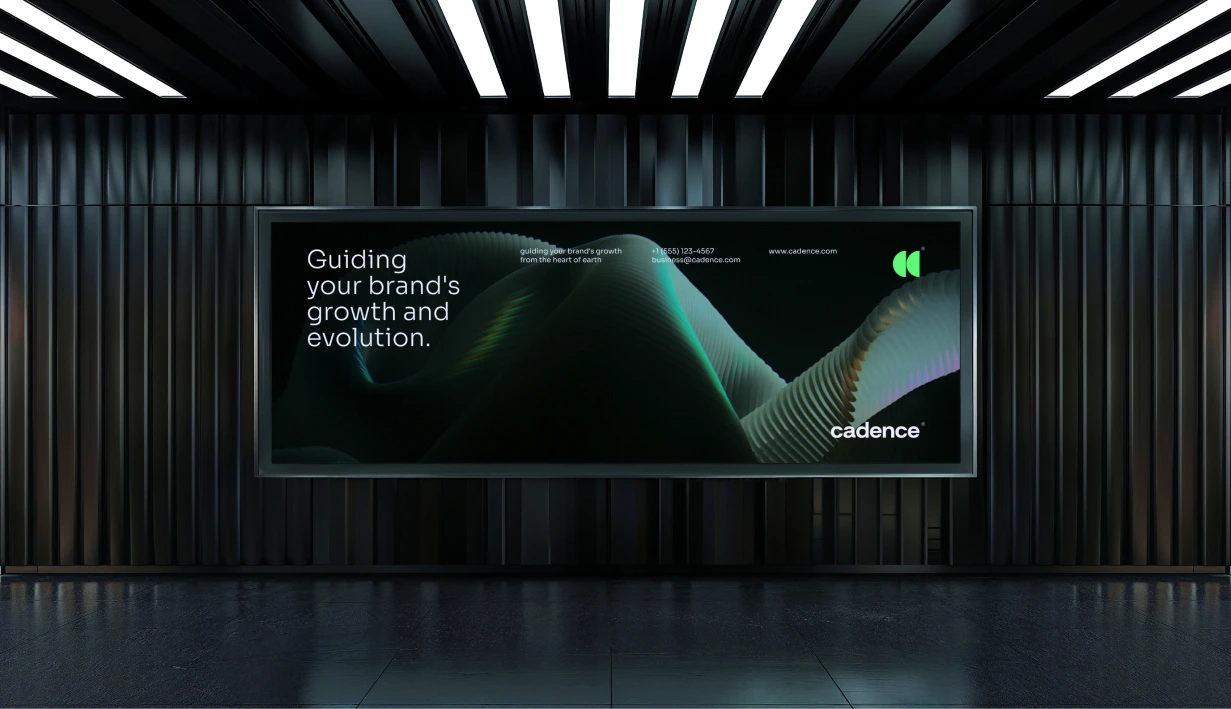 Guiding
your brand's
growth and
evolution.
guiding your brand's growth
from the heart of earth
+1 (555) 123-4567
business@cadence.com
www.cadence.com
cadence